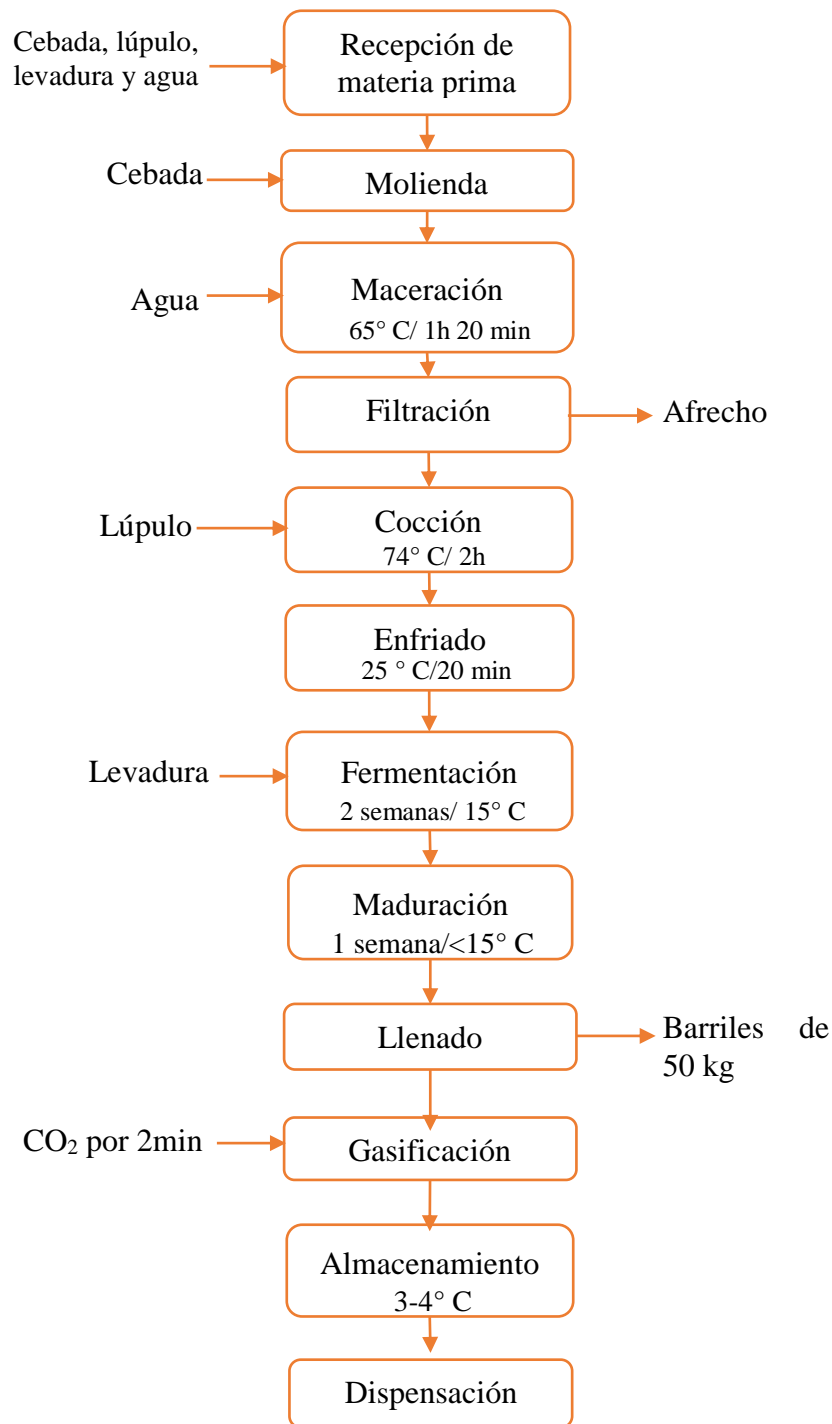 Cebada, lúpulo,
levadura y agua
Recepción de
materia prima
Cebada
Molienda
Agua
Maceración
65° C/ 1h 20 min
Filtración
Afrecho
Lúpulo
Cocción
74° C/ 2h
Enfriado
25 ° C/20 min
Levadura
Fermentación
2 semanas/ 15° C
Maduración
1 semana/<15° C
Llenado
Barriles de
50 kg
CO₂ por 2min
Gasificación
Almacenamiento
3-4° C
Dispensación